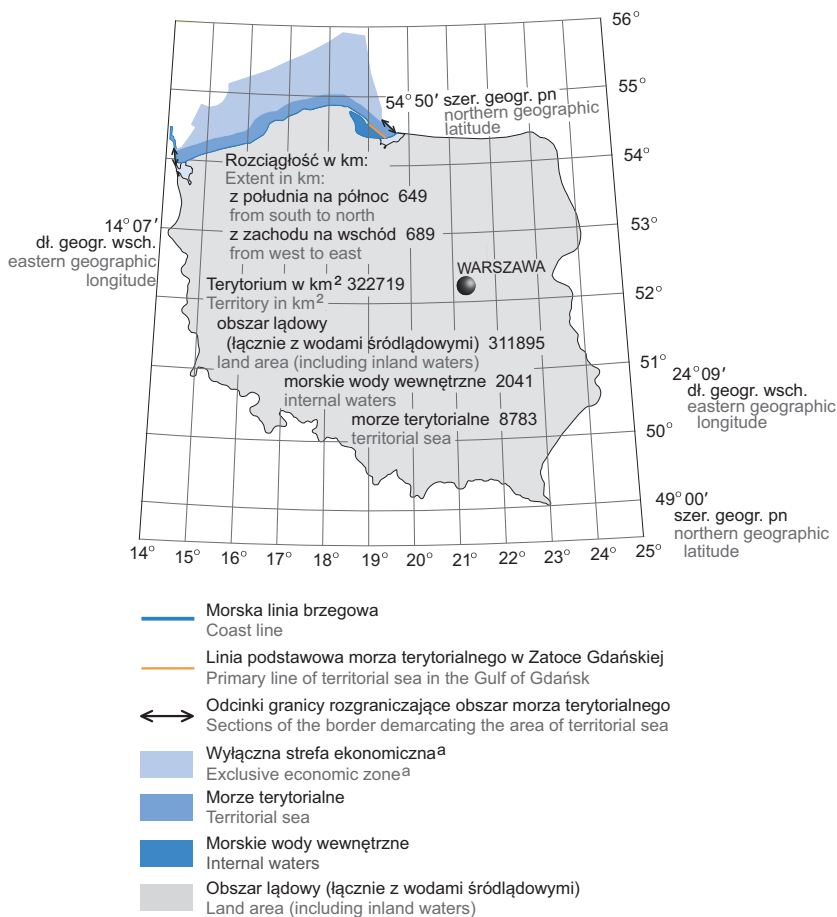 56°
55°
54° 50′ szer. geogr. pn
northern geographic
latitude
54°
Rozciągłość w km:
Extent in km:
z południa na północ 649
from south to north
53°
14° 07′
dł. geogr. wsch.
eastern geographic
longitude
z zachodu na wschód 689
from west to east
WARSZAWA
Terytorium w km² 322719
Territory in km²
52°
obszar lądowy
(łącznie z wodami śródlądowymi) 311895
land area (including inland waters)
51°
24° 09′
dł. geogr. wsch.
eastern geographic
longitude
morskie wody wewnętrzne 2041
internal waters
morze terytorialne 8783
territorial sea
50°
49° 00′
szer. geogr. pn
northern geographic
latitude
14° 15° 16° 17° 18° 19° 20° 21° 22° 23° 24° 25°
Morska linia brzegowa
Coast line
Linia podstawowa morza terytorialnego w Zatoce Gdańskiej
Primary line of territorial sea in the Gulf of Gdańsk
Odcinki granicy rozgraniczające obszar morza terytorialnego
Sections of the border demarcating the area of territorial sea
Wyłączna strefa ekonomiczna a
Exclusive economic zone a
Morze terytorialne
Territorial sea
Morskie wody wewnętrzne
Internal waters
Obszar lądowy (łącznie z wodami śródlądowymi)
Land area (including inland waters)